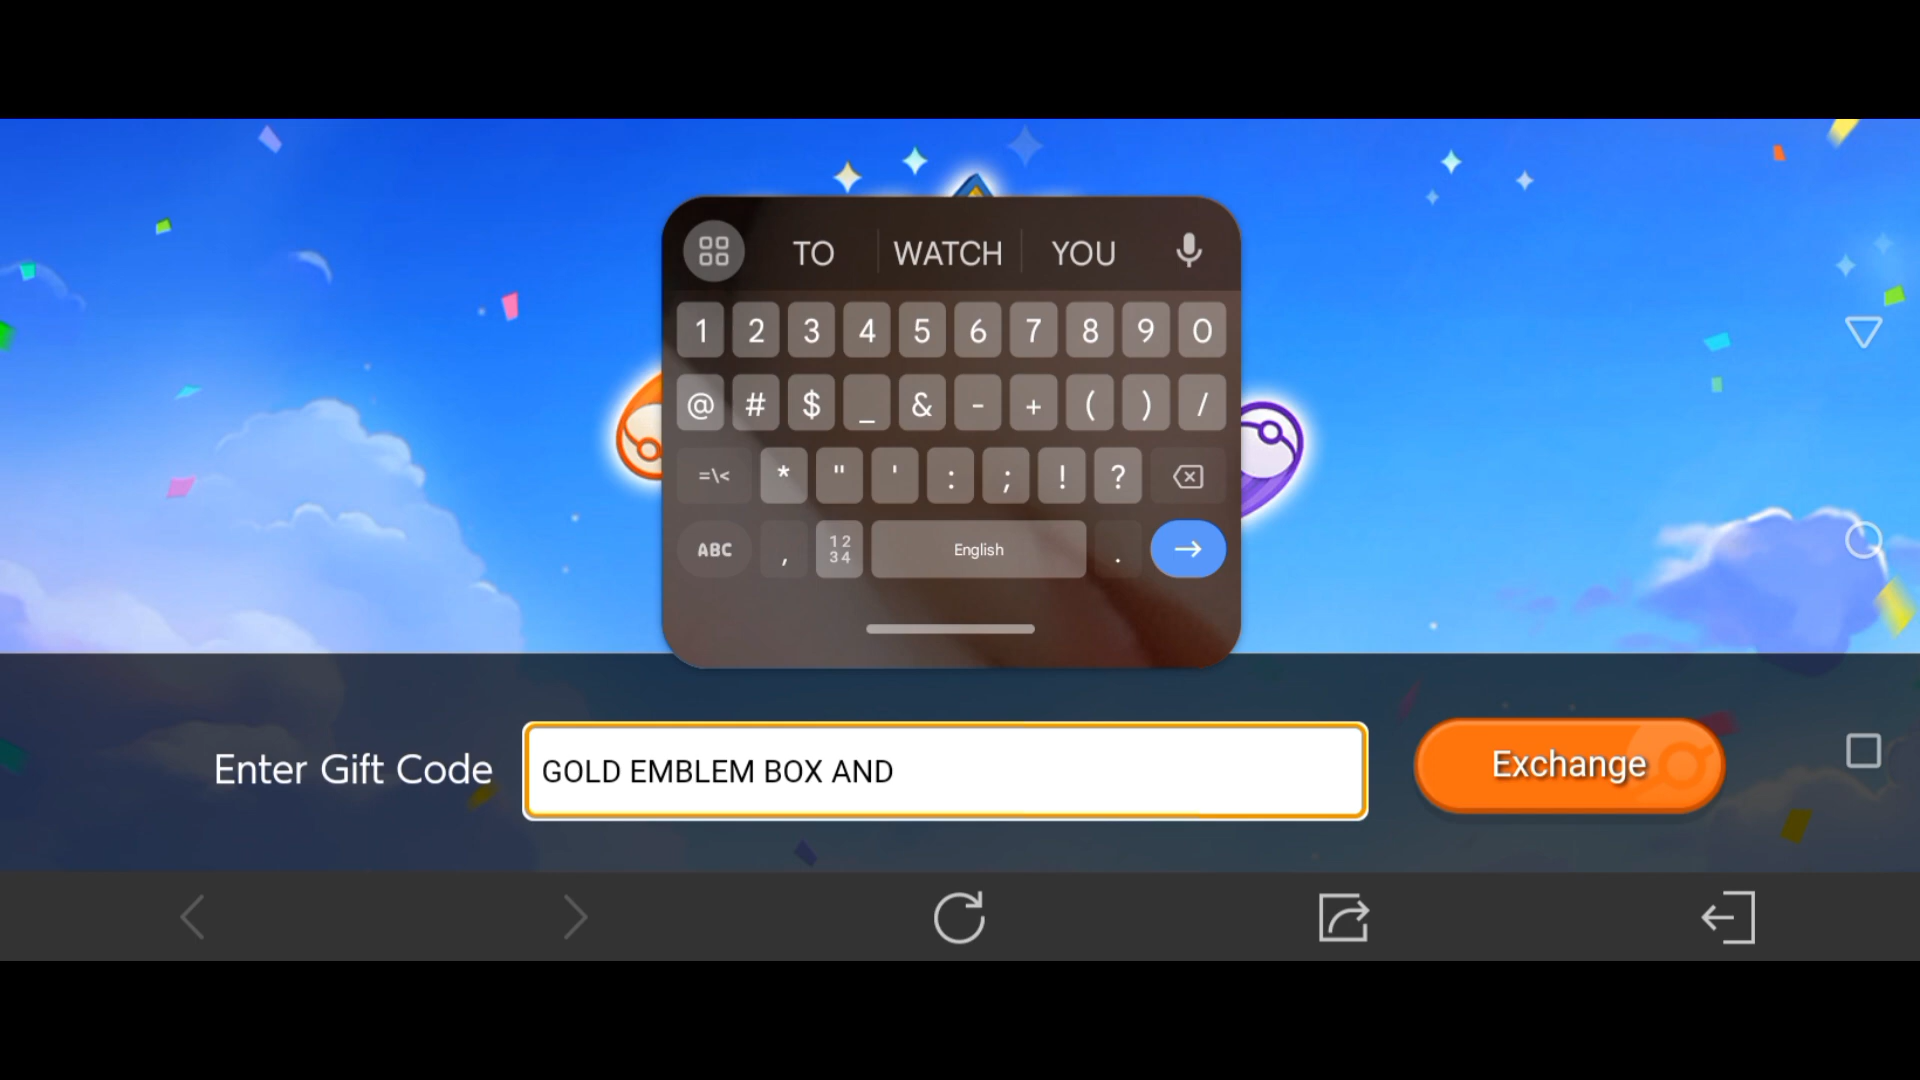 TO WATCH YOU
1 2 3 4 5 6 7 8 9 0
@ # $ _ & - + ( ) /
=\< * " ' : ; ! ?
ABC , 12 34 English .
Enter Gift Code GOLD EMBLEM BOX AND Exchange